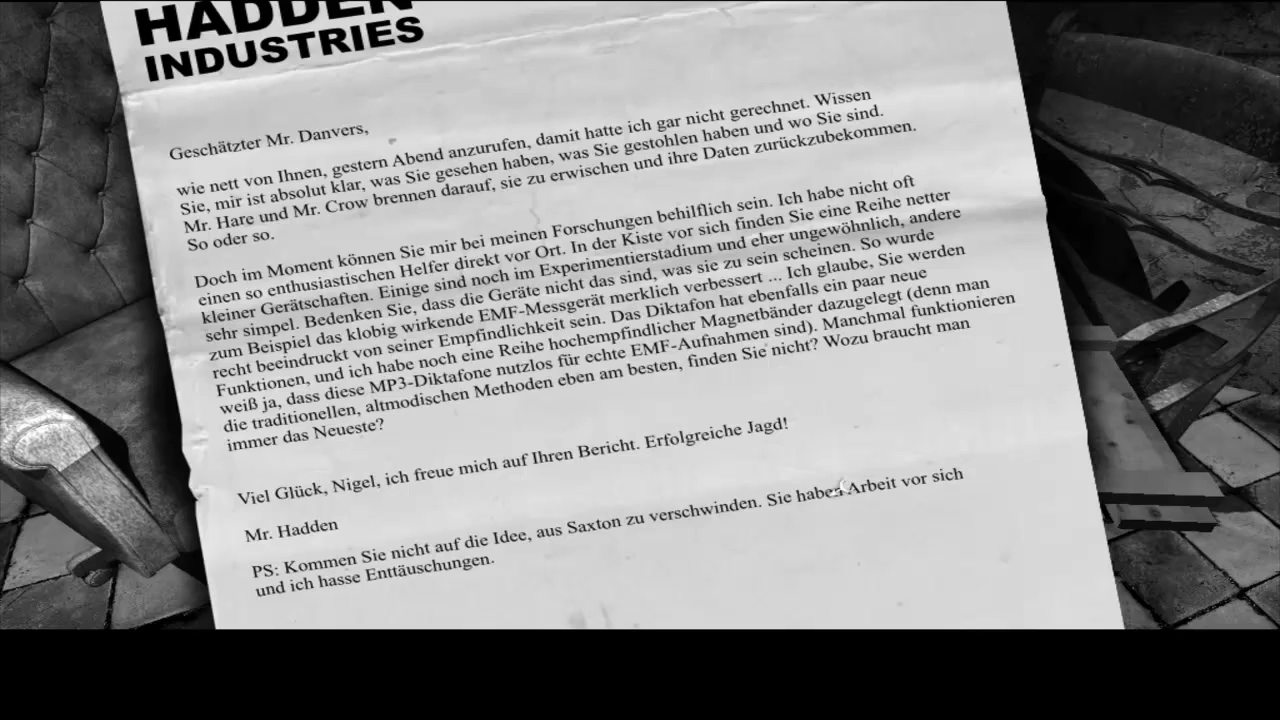 HADDEN
INDUSTRIES
Geschätzter Mr. Danvers,
wie nett von Ihnen, gestern Abend anzurufen, damit hatte ich gar nicht gerechnet. Wissen
Sie, mir ist absolut klar, was Sie gesehen haben, was Sie gestohlen haben und wo Sie sind.
Mr. Hare und Mr. Crow brennen darauf, sie zu erwischen und ihre Daten zurückzubekommen.
So oder so.
Doch im Moment können Sie mir bei meinen Forschungen behilflich sein. Ich habe nicht oft
einen so enthusiastischen Helfer direkt vor Ort. In der Kiste vor sich finden Sie eine Reihe netter
kleiner Gerätschaften. Einige sind noch im Experimentierstadium und eher ungewöhnlich, andere
sehr simpel. Bedenken Sie, dass die Geräte nicht das sind, was sie zu sein scheinen. So wurde
zum Beispiel das klobig wirkende EMF-Messgerät merklich verbessert ... Ich glaube, Sie werden
recht beeindruckt von seiner Empfindlichkeit sein. Das Diktafon hat ebenfalls ein paar neue
Funktionen, und ich habe noch eine Reihe hochempfindlicher Magnetbänder dazugelegt (denn man
weiß ja, dass diese MP3-Diktafone nutzlos für echte EMF-Aufnahmen sind). Manchmal funktionieren
die traditionellen, altmodischen Methoden eben am besten, finden Sie nicht? Wozu braucht man
immer das Neueste?
Viel Glück, Nigel, ich freue mich auf Ihren Bericht. Erfolgreiche Jagd!
Mr. Hadden
PS: Kommen Sie nicht auf die Idee, aus Saxton zu verschwinden. Sie haben Arbeit vor sich
und ich hasse Enttäuschungen.